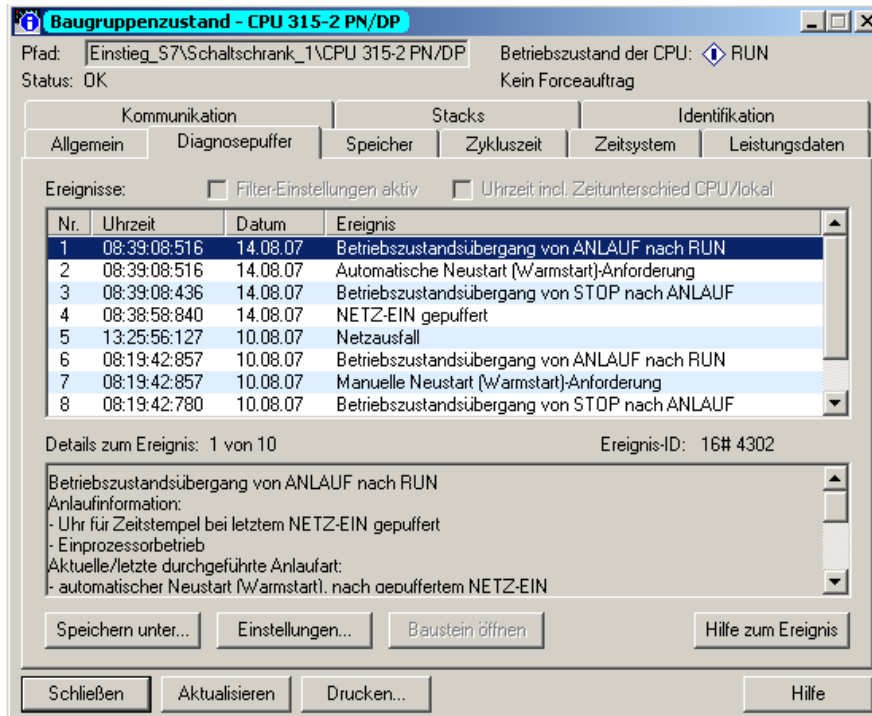 Baugruppenzustand - CPU 315-2 PN/DP
Pfad: Einstieg_S7\Schaltschrank_1\CPU 315-2 PN/DP Betriebszustand der CPU: RUN
Status: OK Kein Forceauftrag
Kommunikation Stacks Identifikation
Allgemein Diagnosepuffer Speicher Zykluszeit Zeitsystem Leistungsdaten
Ereignisse: Filter-Einstellungen aktiv Uhrzeit incl. Zeitunterschied CPU/lokal
Nr. Uhrzeit Datum Ereignis
1 08:39:08:516 14.08.07 Betriebszustandsübergang von ANLAUF nach RUN
2 08:39:08:516 14.08.07 Automatische Neustart (Warmstart)-Anforderung
3 08:39:08:436 14.08.07 Betriebszustandsübergang von STOP nach ANLAUF
4 08:38:58:840 14.08.07 NETZ-EIN gepuffert
5 13:25:56:127 10.08.07 Netzausfall
6 08:19:42:857 10.08.07 Betriebszustandsübergang von ANLAUF nach RUN
7 08:19:42:857 10.08.07 Manuelle Neustart (Warmstart)-Anforderung
8 08:19:42:780 10.08.07 Betriebszustandsübergang von STOP nach ANLAUF
Details zum Ereignis: 1 von 10 Ereignis-ID: 16# 4302
Betriebszustandsübergang von ANLAUF nach RUN
Anlaufinformation:
- Uhr für Zeitstempel bei letztem NETZ-EIN gepuffert
- Einprozessorbetrieb
Aktuelle/letzte durchgeführte Anlaufart:
- automatischer Neustart (Warmstart), nach gepuffertem NETZ-EIN
Speichern unter... Einstellungen... Baustein öffnen Hilfe zum Ereignis
Schließen Aktualisieren Drucken... Hilfe